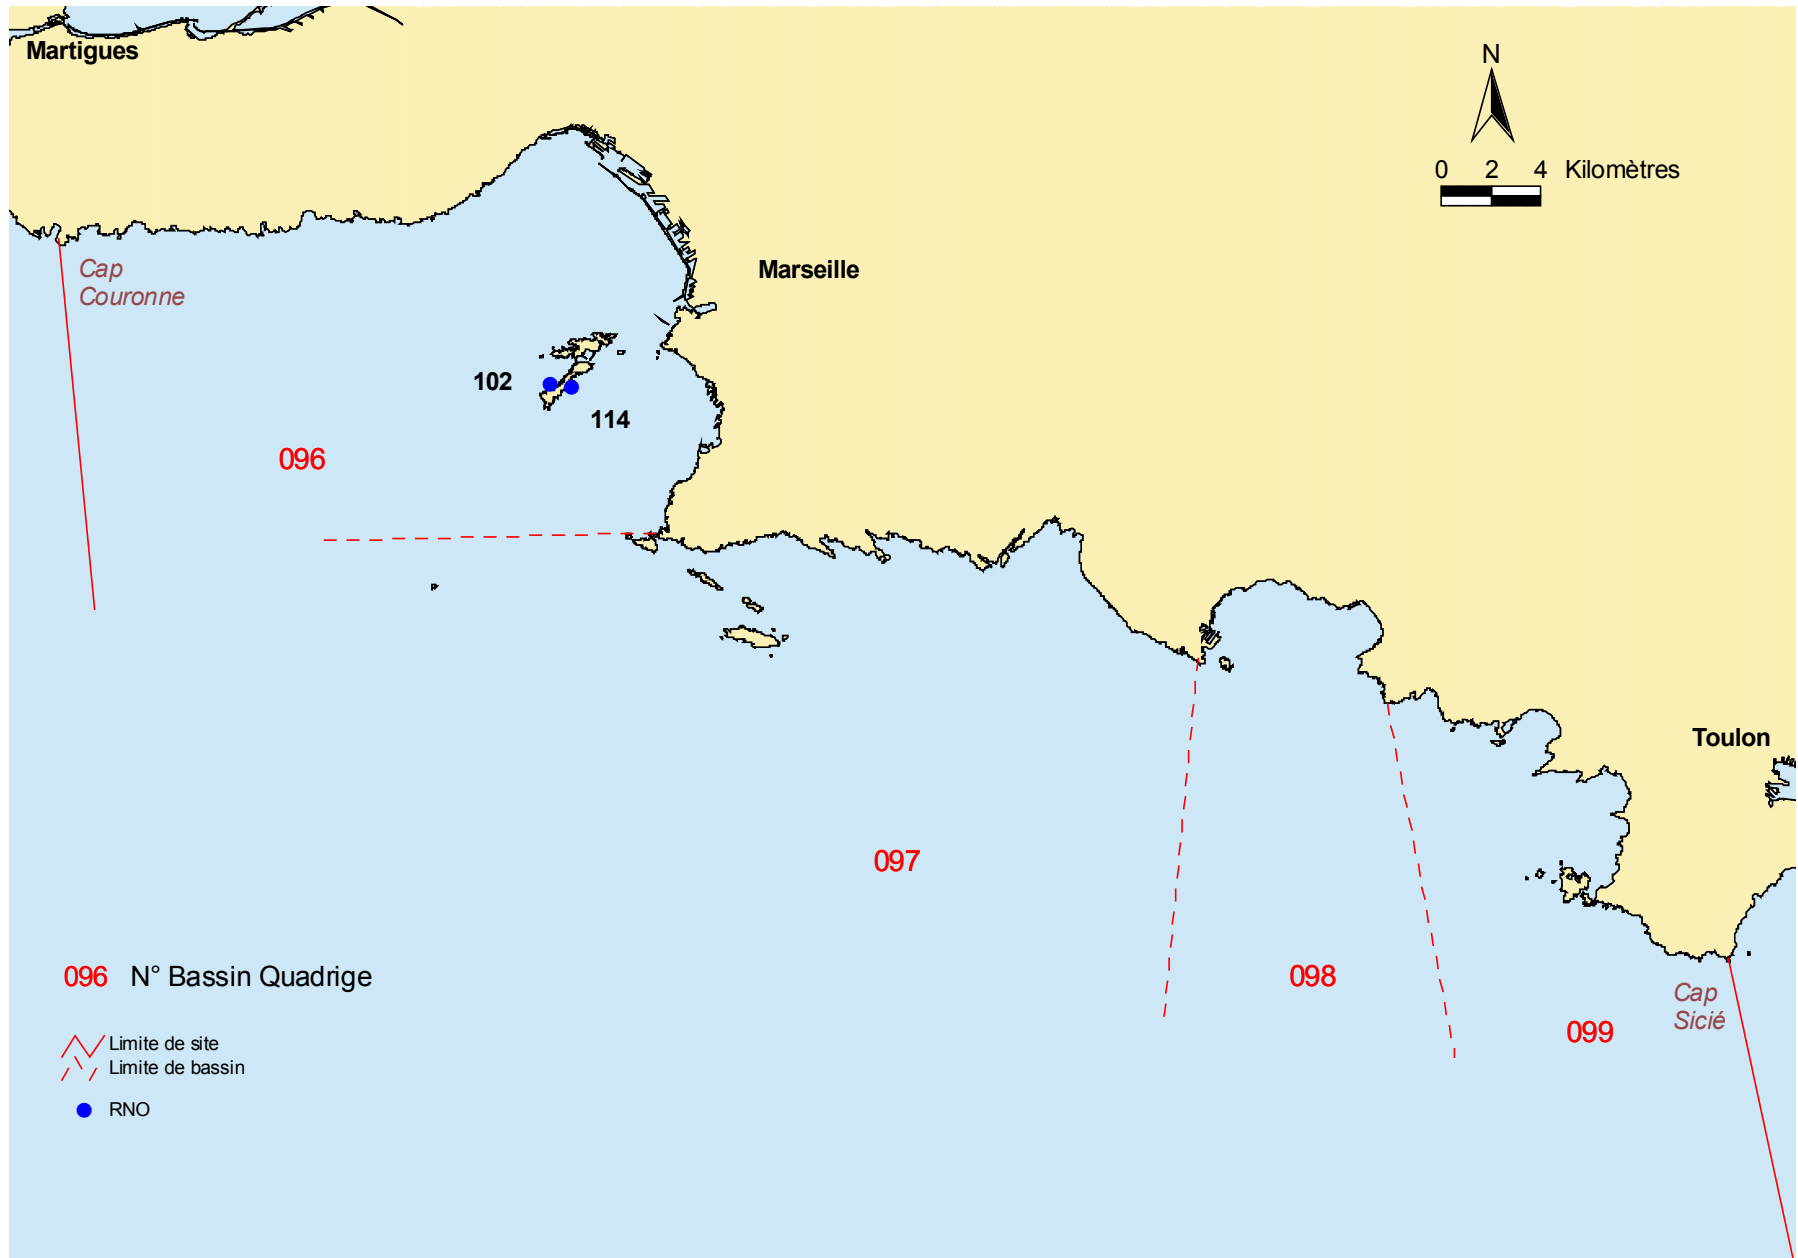 Martigues
N
0 2 4 Kilomètres
Cap
Couronne
Marseille
102
114
096
Toulon
097
096 N° Bassin Quadrige
098
Cap
Sicié
099
Limite de site
Limite de bassin
RNO